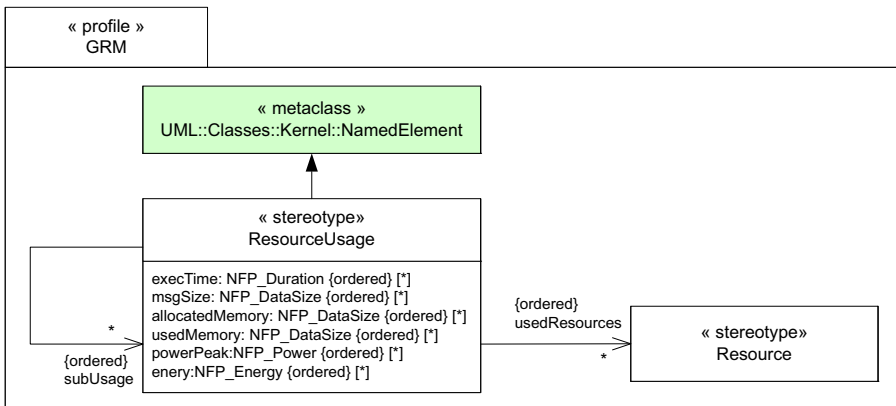 « profile »
GRM
« metaclass »
UML::Classes::Kernel::NamedElement
« stereotype»
ResourceUsage
execTime: NFP_Duration {ordered} [*]
msgSize: NFP_DataSize {ordered} [*]
allocatedMemory: NFP_DataSize {ordered} [*]
usedMemory: NFP_DataSize {ordered} [*]
powerPeak:NFP_Power {ordered} [*]
enery:NFP_Energy {ordered} [*]
*
{ordered}
subUsage
{ordered}
usedResources
*
« stereotype»
Resource